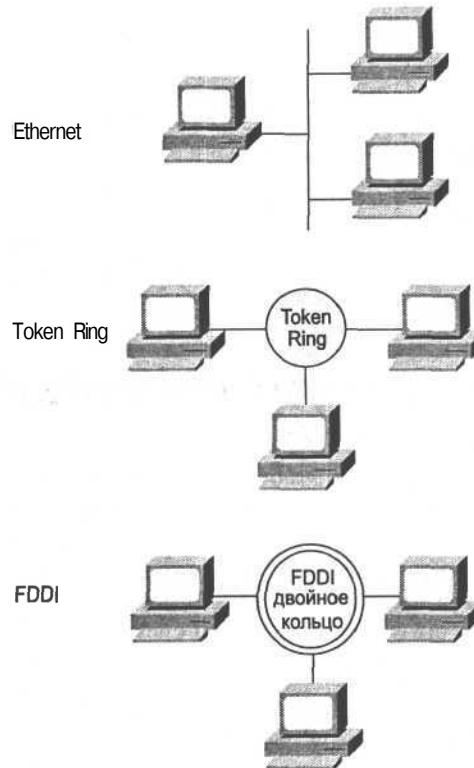 Ethernet
Token Ring
Token
Ring
FDDI
FDDI
двойное
кольцо